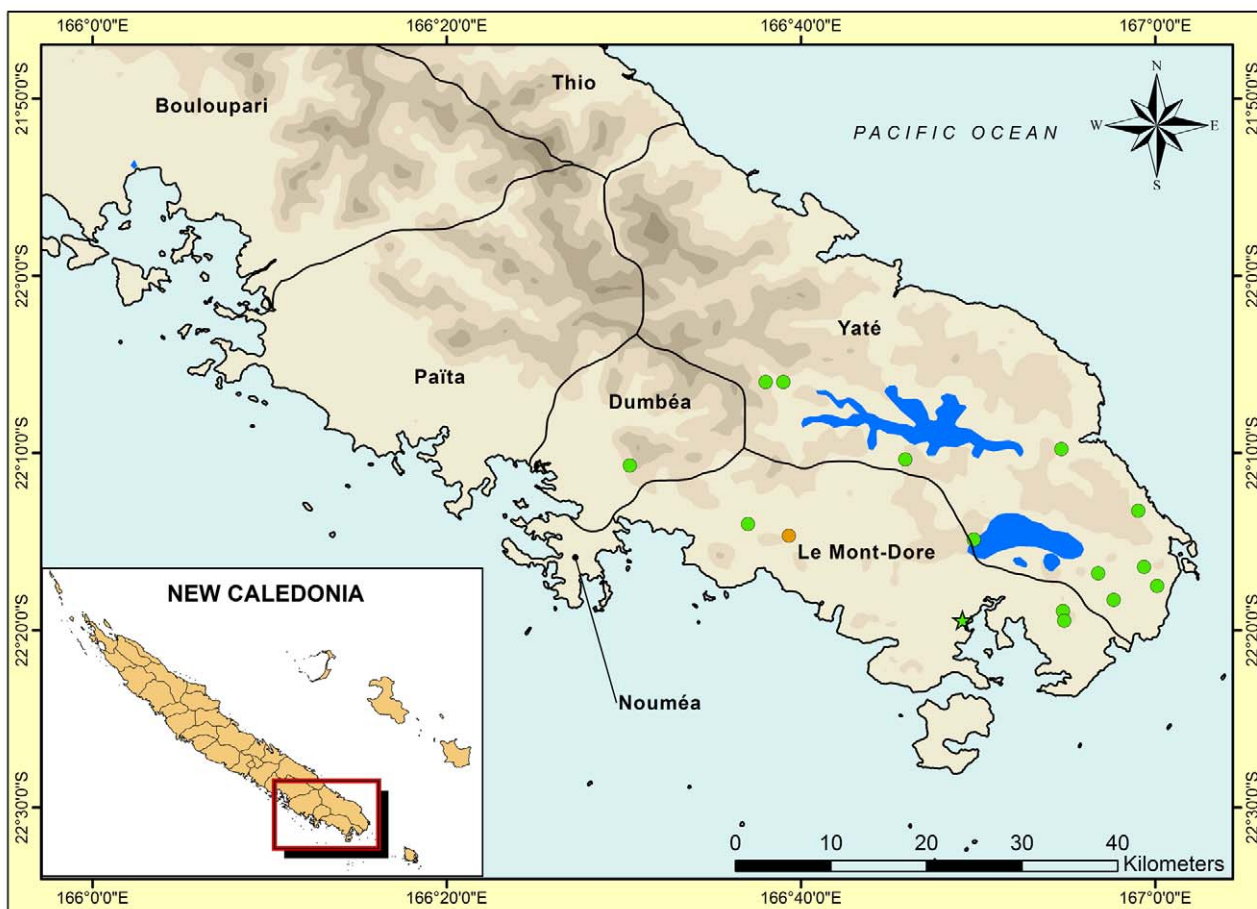 166°0'0"E 166°20'0"E 166°40'0"E 167°0'0"E
21°50'0"S
22°0'0"S
22°10'0"S
22°20'0"S
22°30'0"S
Thio
Bouloupari
PACIFIC OCEAN
N
W E
S
21°50'0"S
22°0'0"S
22°10'0"S
22°20'0"S
22°30'0"S
Yaté
Païta
Dumbéa
Le Mont-Dore
Nouméa
NEW CALEDONIA
0 10 20 30 40
Kilometers
166°0'0"E 166°20'0"E 166°40'0"E 167°0'0"E